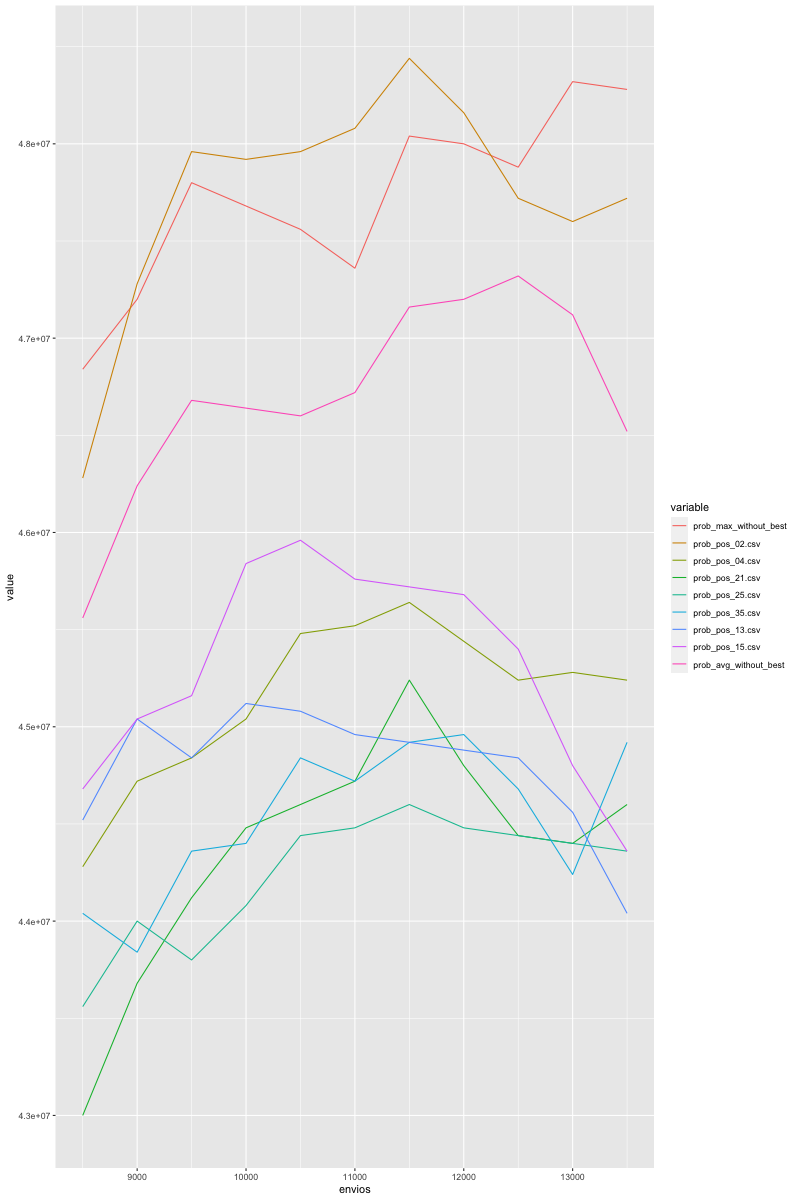 4.8e+07
4.7e+07
4.6e+07
4.5e+07
4.4e+07
4.3e+07
value
9000 10000 11000 12000 13000
envios
variable
prob_max_without_best
prob_pos_02.csv
prob_pos_04.csv
prob_pos_21.csv
prob_pos_25.csv
prob_pos_35.csv
prob_pos_13.csv
prob_pos_15.csv
prob_avg_without_best